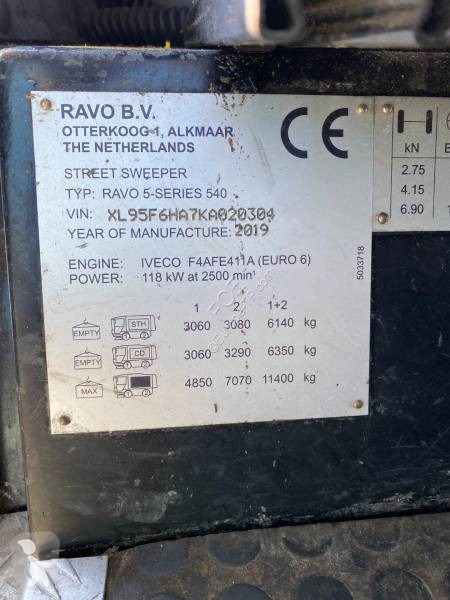 RAVO B.V.
OTTERKOOG 1, ALKMAAR
THE NETHERLANDS
CE
STREET SWEEPER
TYP: RAVO 5-SERIES 540
VIN: XL95F6HA7KA020304
YEAR OF MANUFACTURE: 2019
ENGINE: IVECO F4AFE411A (EURO 6)
POWER: 118 kW at 2500 min¹
5033718
1 2 1+2
EMPTY STH 3060 3080 6140 kg
EMPTY CD 3060 3290 6350 kg
MAX 4850 7070 11400 kg
kN
2.75
4.15
6.90